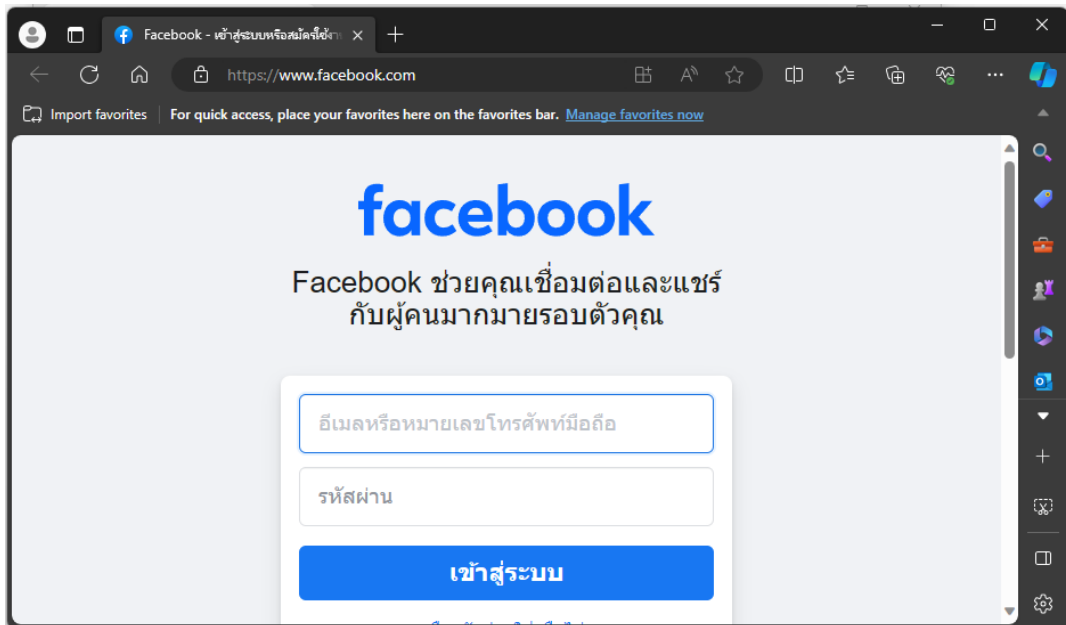 Facebook - เข้าสู่ระบบหรือสมัครใช้งา
https://www.facebook.com
Import favorites
For quick access, place your favorites here on the favorites bar. Manage favorites now
facebook
Facebook ช่วยคุณเชื่อมต่อและแชร์
กับผู้คนมากมายรอบตัวคุณ
อีเมลหรือหมายเลขโทรศัพท์มือถือ
รหัสผ่าน
เข้าสู่ระบบ